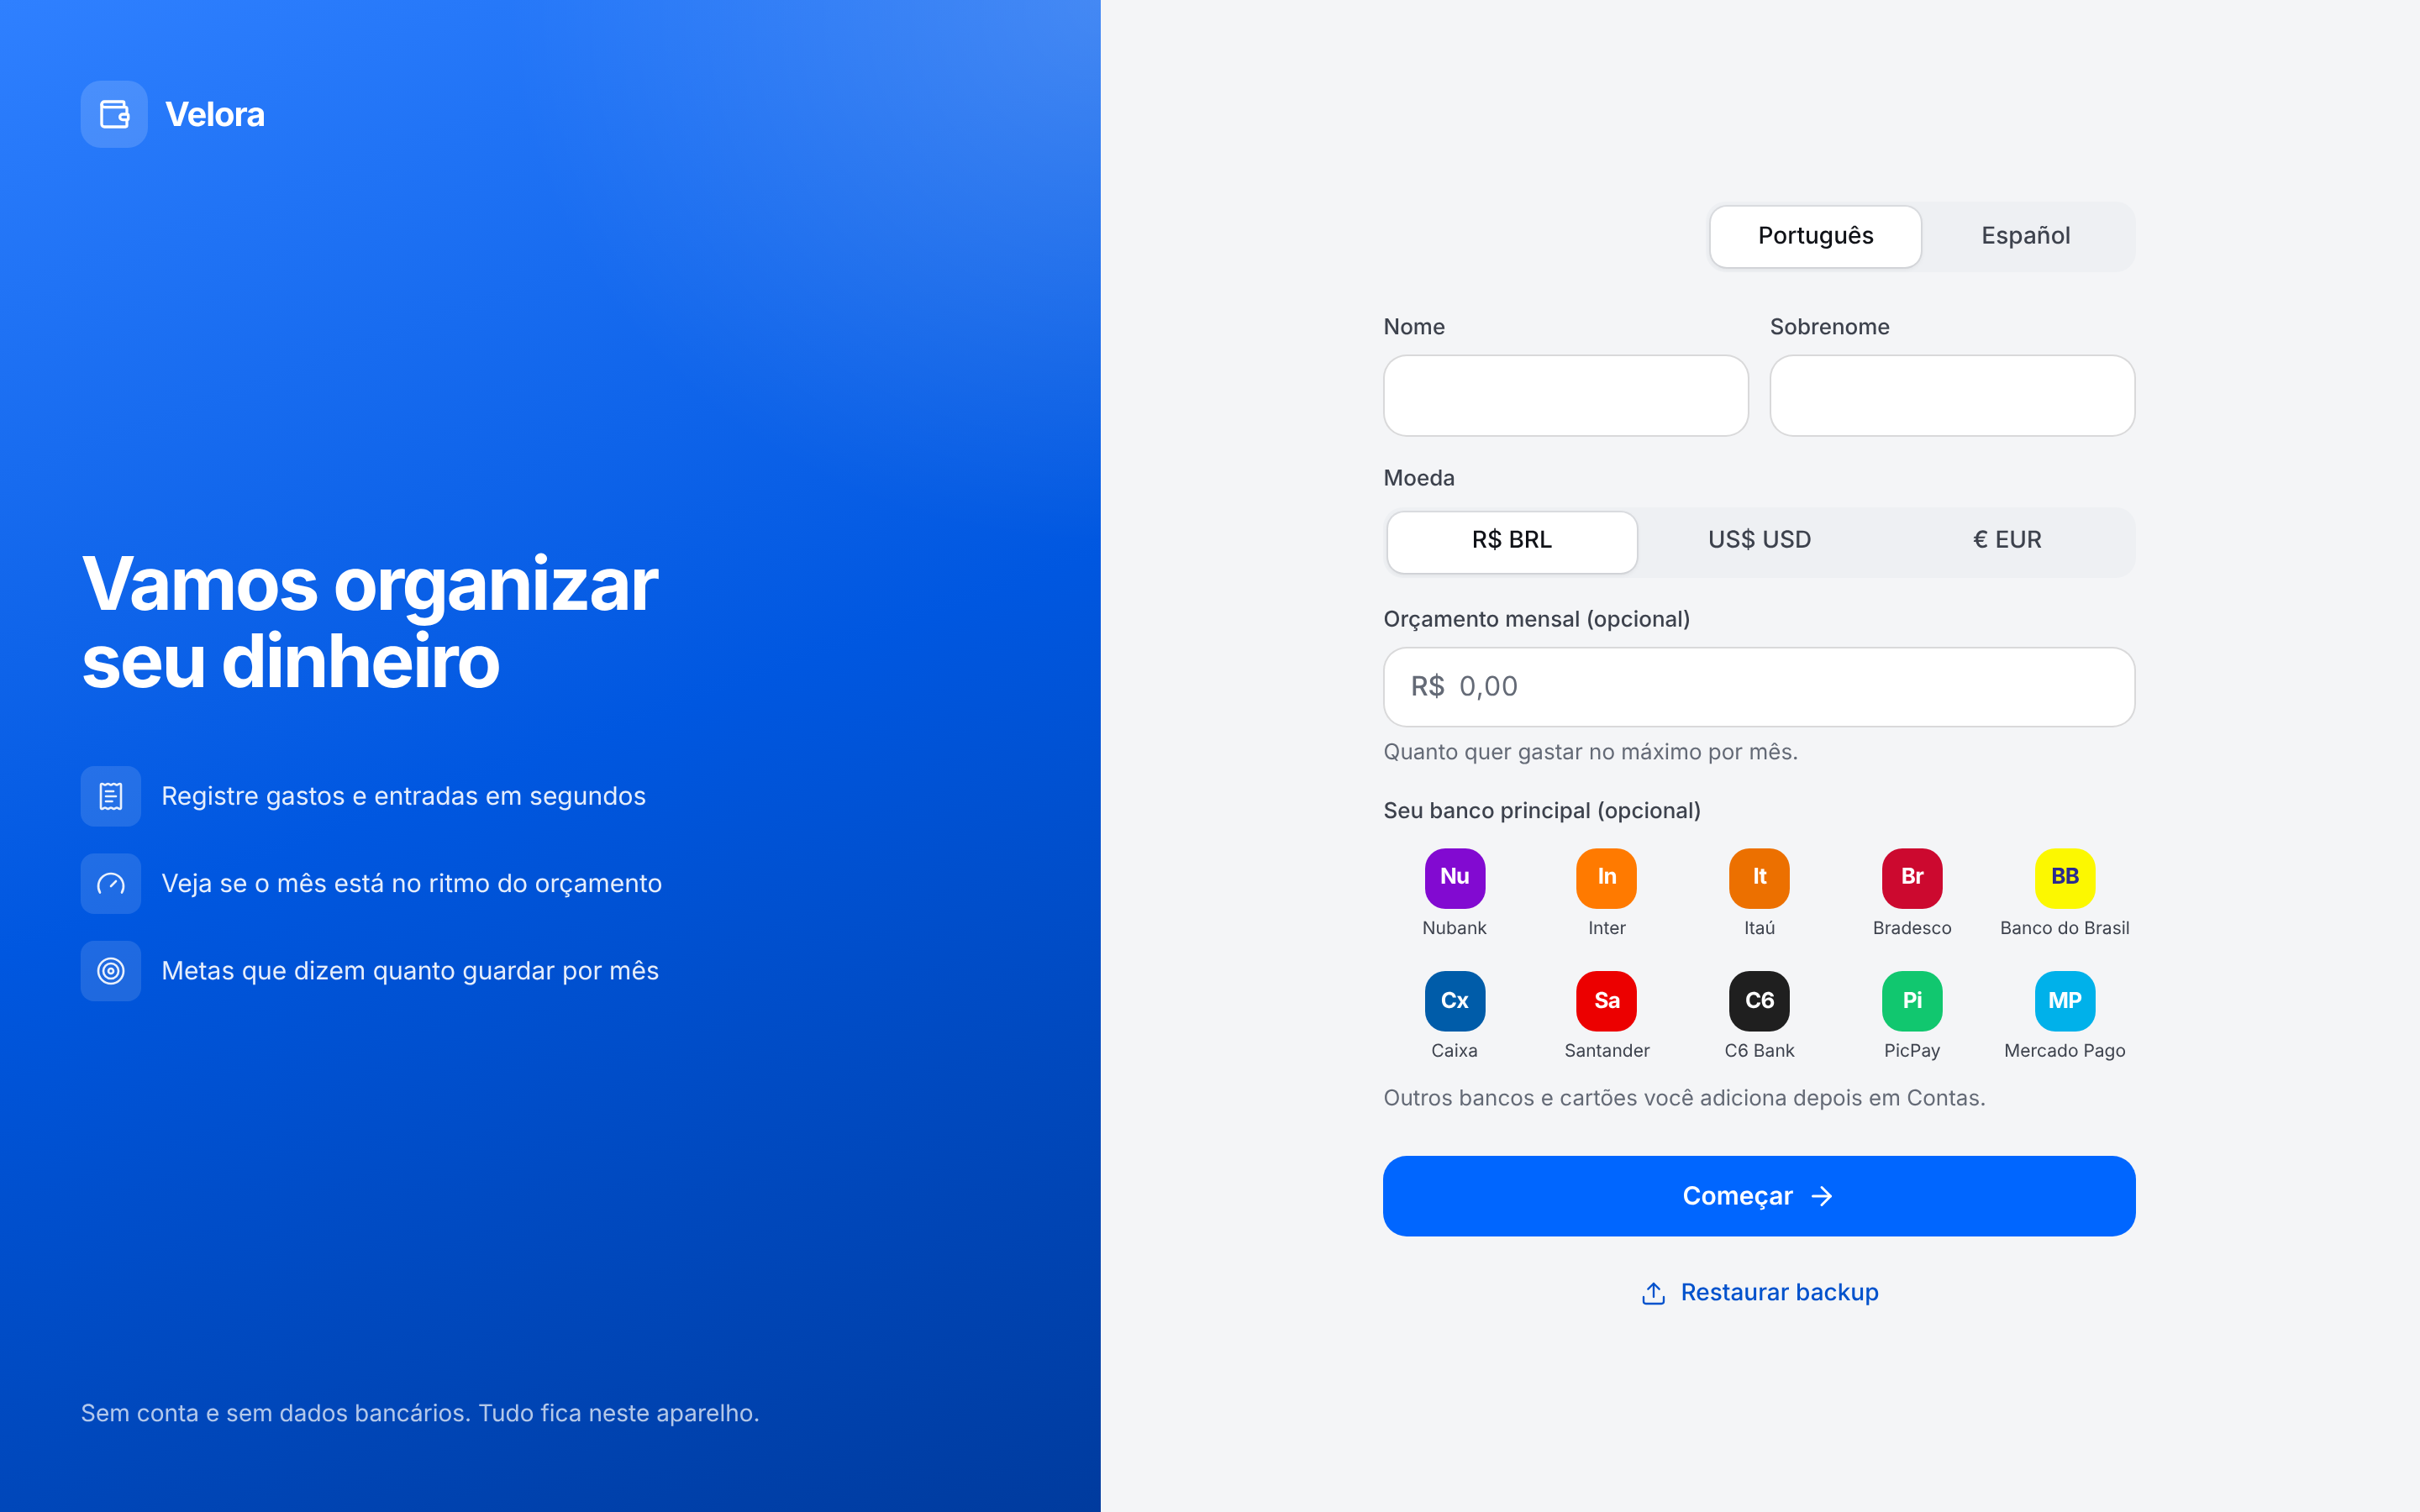 Velora
Vamos organizar
seu dinheiro
Registre gastos e entradas em segundos
Veja se o mês está no ritmo do orçamento
Metas que dizem quanto guardar por mês
Sem conta e sem dados bancários. Tudo fica neste aparelho.
Português Español
Nome Sobrenome
Moeda
R$ BRL US$ USD € EUR
Orçamento mensal (opcional)
R$ 0,00
Quanto quer gastar no máximo por mês.
Seu banco principal (opcional)
Nu In It Br BB
Nubank Inter Itaú Bradesco Banco do Brasil
Cx Sa C6 Pi MP
Caixa Santander C6 Bank PicPay Mercado Pago
Outros bancos e cartões você adiciona depois em Contas.
Começar
Restaurar backup